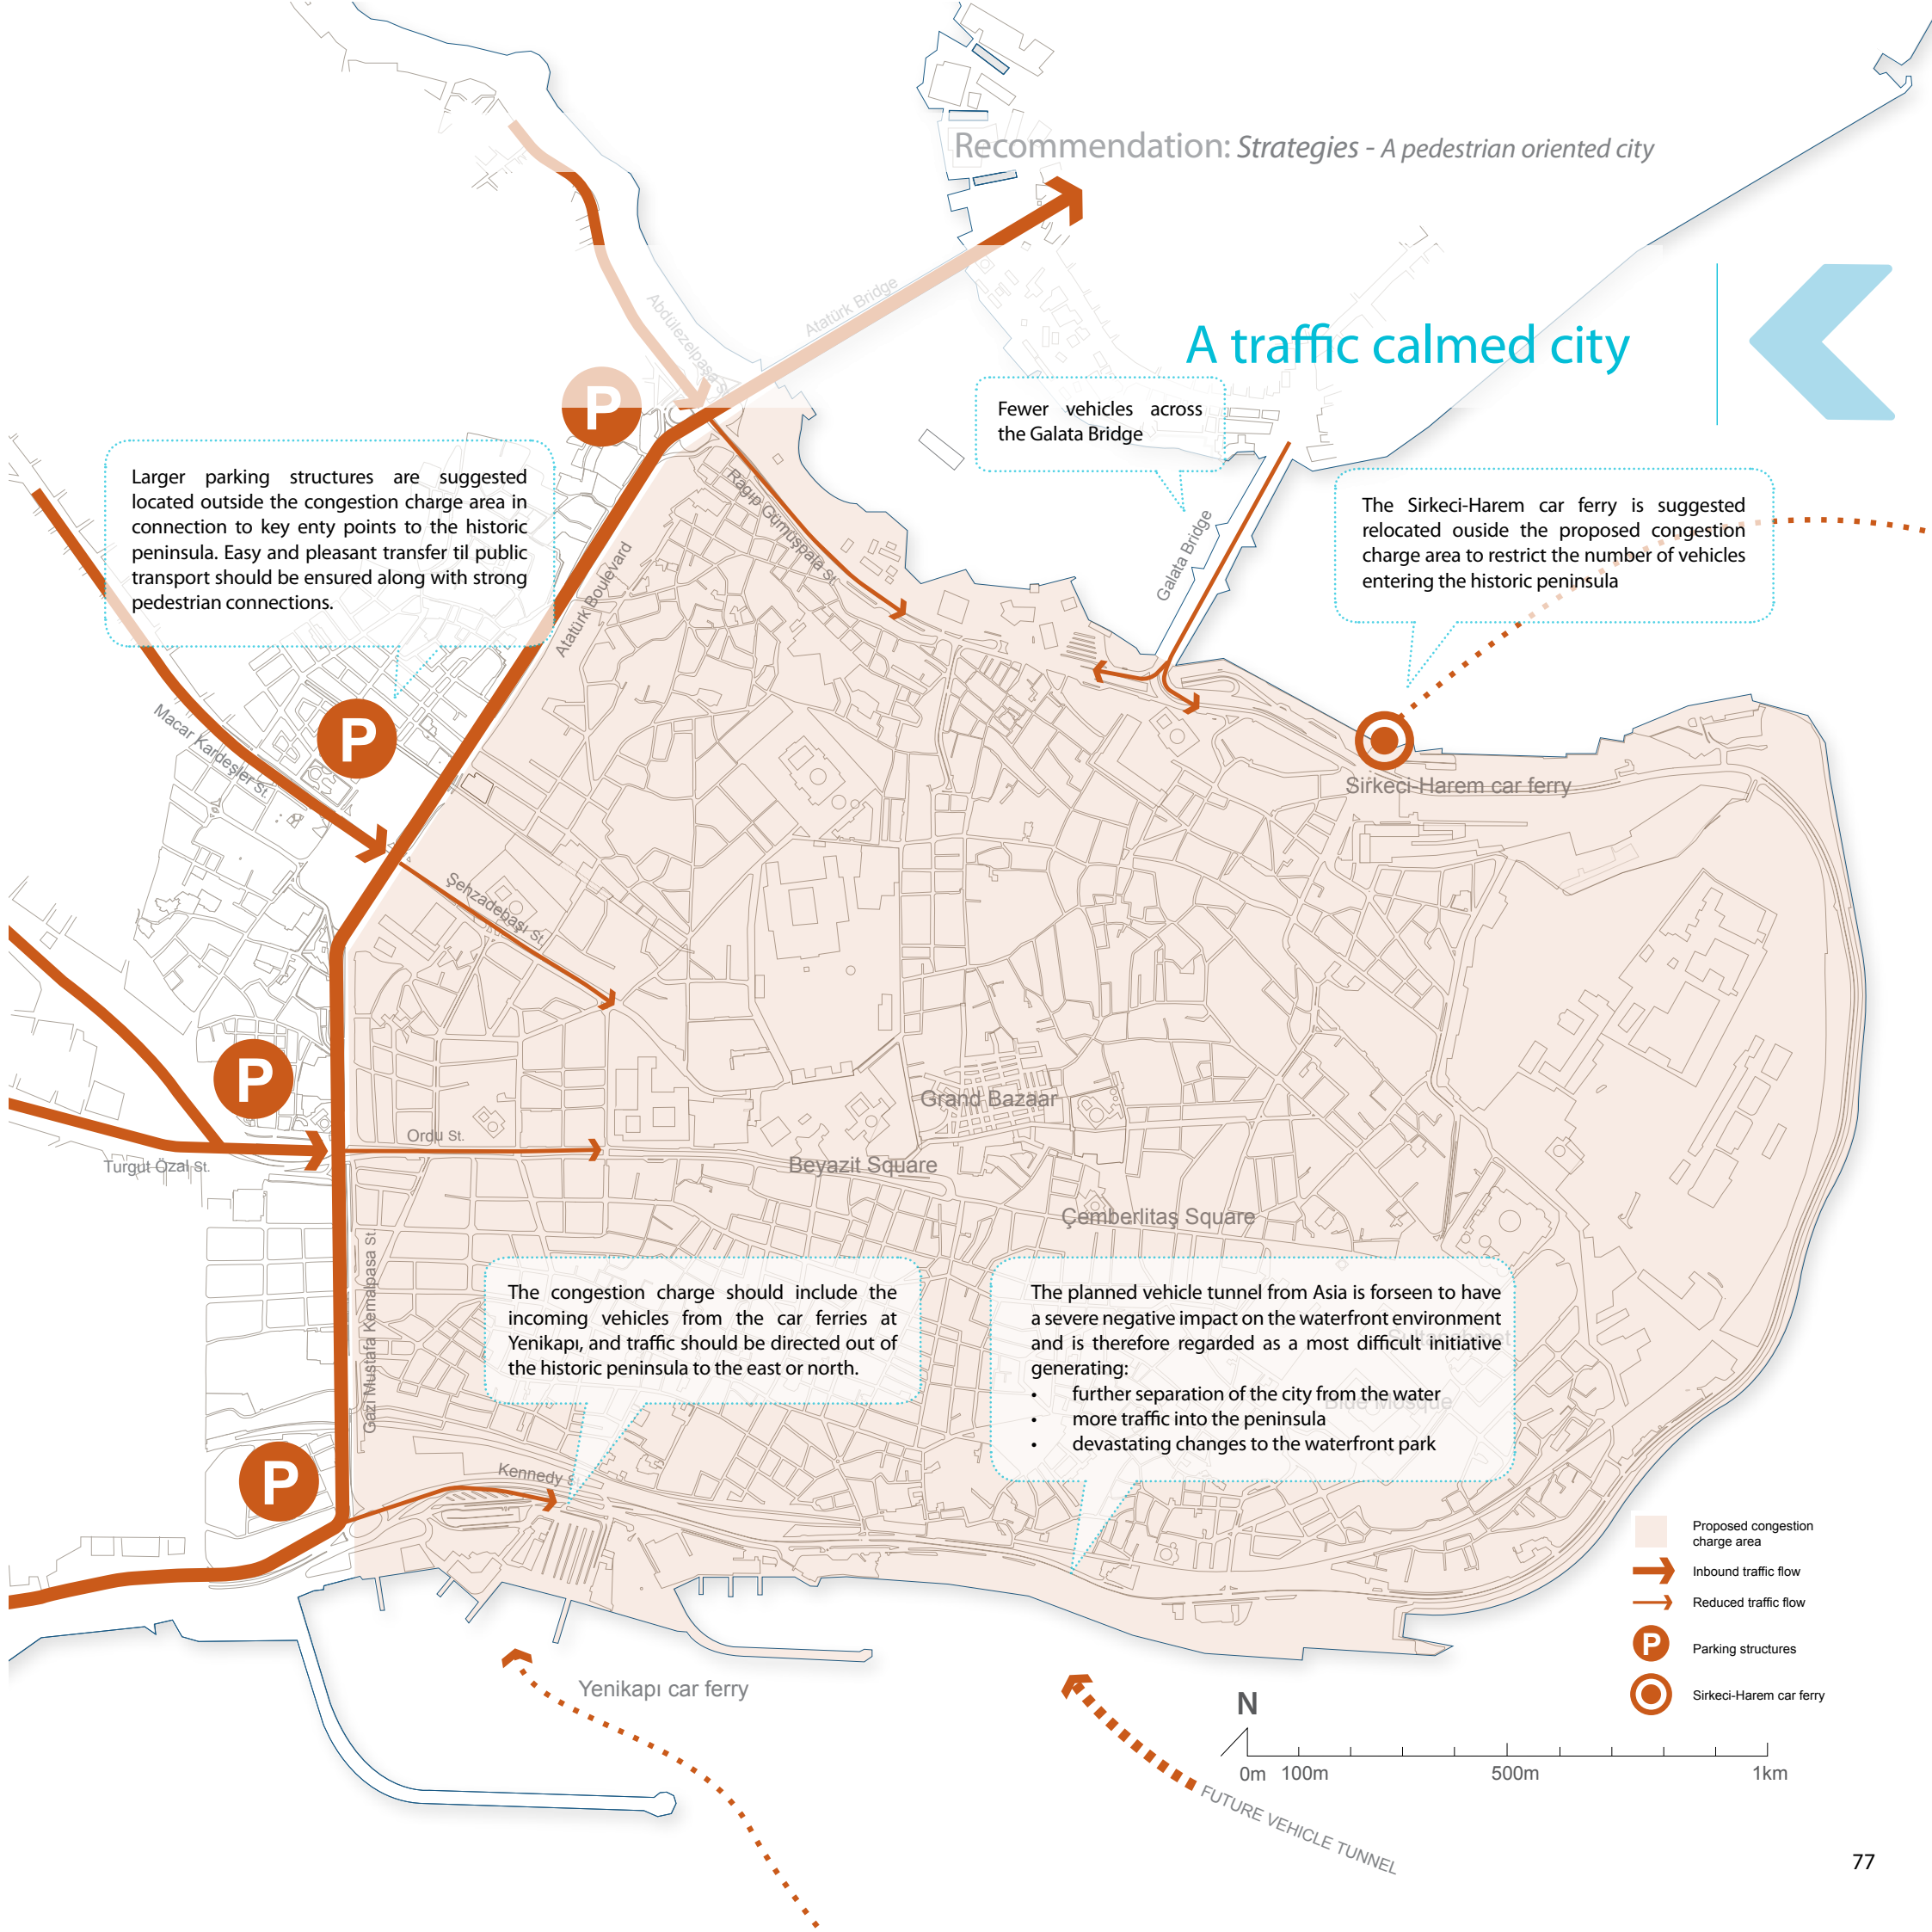 Recommendation: Strategies - A pedestrian oriented city
A traffic calmed city
Abdülezelpaşa St.
Atatürk Bridge
P
Fewer vehicles across
the Galata Bridge
Larger parking structures are suggested
located outside the congestion charge area in
connection to key enty points to the historic
peninsula. Easy and pleasant transfer til public
transport should be ensured along with strong
pedestrian connections.
The Sirkeci-Harem car ferry is suggested
relocated ouside the proposed congestion
charge area to restrict the number of vehicles
entering the historic peninsula
Ragıp Gümüşpala St.
Atatürk Boulevard
Galata Bridge
Macar Kardeşler St.
P
Sirkeci-Harem car ferry
Şehzadebaşı St.
P
Grand Bazaar
Ordu St.
Turgut Özal St.
Beyazit Square
Çemberlitaş Square
Gazi Mustafa Kemalpasa St.
The congestion charge should include the
incoming vehicles from the car ferries at
Yenikapı, and traffic should be directed out of
the historic peninsula to the east or north.
The planned vehicle tunnel from Asia is forseen to have
a severe negative impact on the waterfront environment
and is therefore regarded as a most difficult initiative
generating:
• further separation of the city from the water
• more traffic into the peninsula
• devastating changes to the waterfront park
Sultanahmet
Blue Mosque
P
Kennedy St.
Proposed congestion
charge area
Inbound traffic flow
Reduced traffic flow
P Parking structures
Sirkeci-Harem car ferry
Yenikapı car ferry
N
0m 100m 500m 1km
FUTURE VEHICLE TUNNEL
77